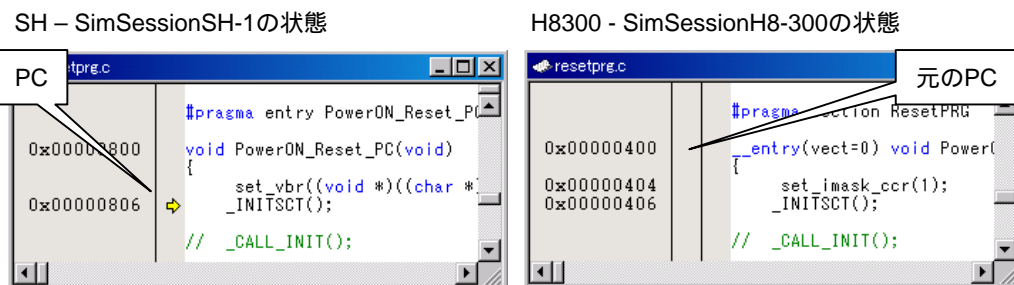 SH – SimSessionSH-1の状態
H8300 - SimSessionH8-300の状態
PC
tprg.c
#pragma entry PowerON_Reset_P
0x00000800 void PowerON_Reset_PC(void)
{
0x00000806 set_vbr((void *)((char *)
_INITSCT();
// _CALL_INIT();
resetprg.c
元のPC
#pragma section ResetPRG
0x00000400 __entry(vect=0) void Power
{
0x00000404 set_imask_ccr(1);
0x00000406 _INITSCT();
// _CALL_INIT();